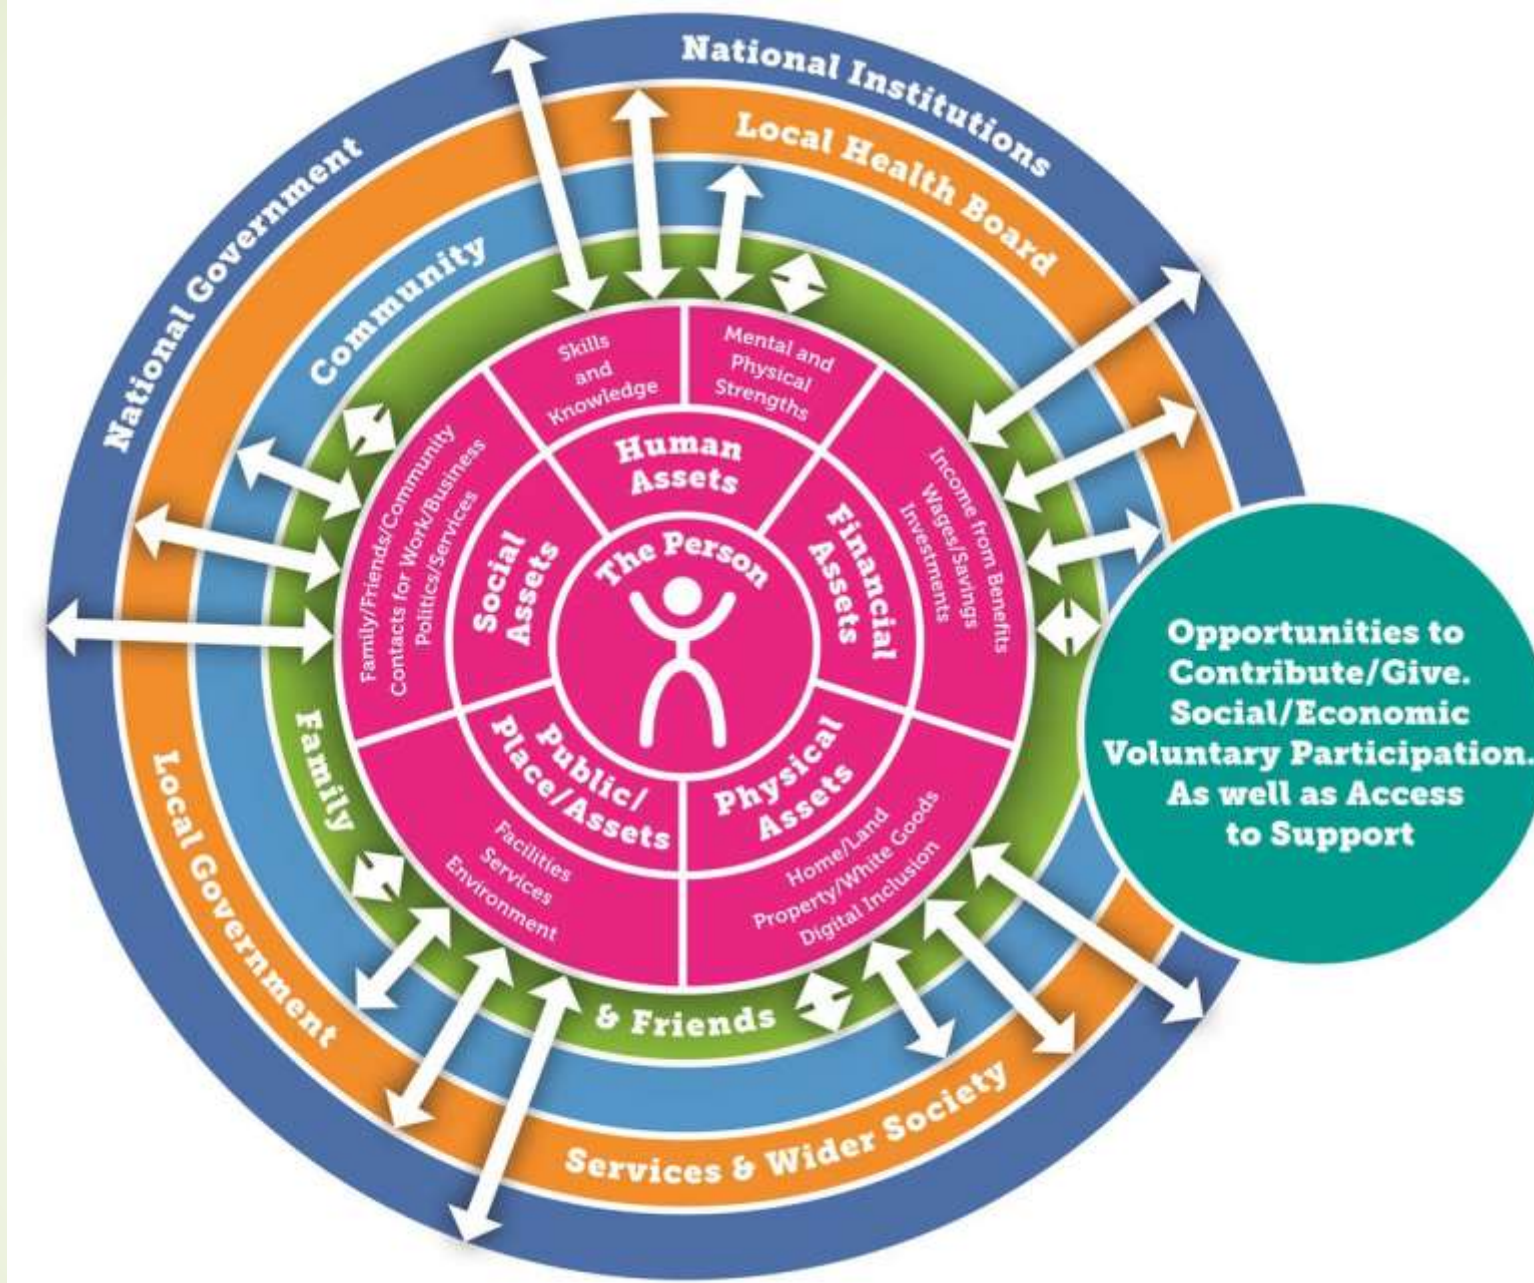 National Institutions
National Government
Local Health Board
Community
Skills
and
Knowledge
Mental and
Physical
Strengths
Human
Assets
Family/Friends/Community
Contacts for Work/Business
Politics/Services
Social
Assets
The Person
Financial
Assets
Income from Benefits
Wages/Savings
Investments
Public/
Place/Assets
Facilities
Services
Environment
Physical
Assets
Home/Land
Property/White Goods
Digital Inclusion
Family
& Friends
Local Government
Services & Wider Society
Opportunities to
Contribute/Give.
Social/Economic
Voluntary Participation.
As well as Access
to Support